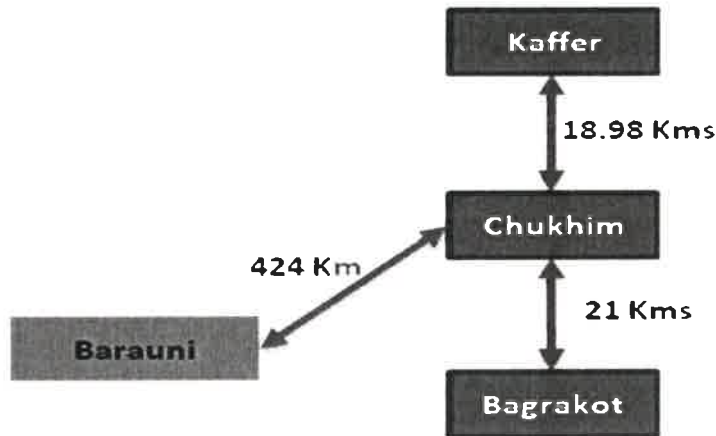 Kaffer
18.98 Kms
Chukhim
424 Km
21 Kms
Barauni
Bagrakot